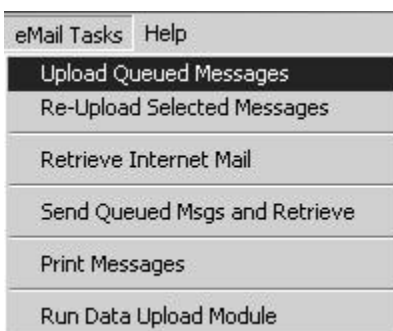 eMail Tasks Help
Upload Queued Messages
Re-Upload Selected Messages
Retrieve Internet Mail
Send Queued Msgs and Retrieve
Print Messages
Run Data Upload Module